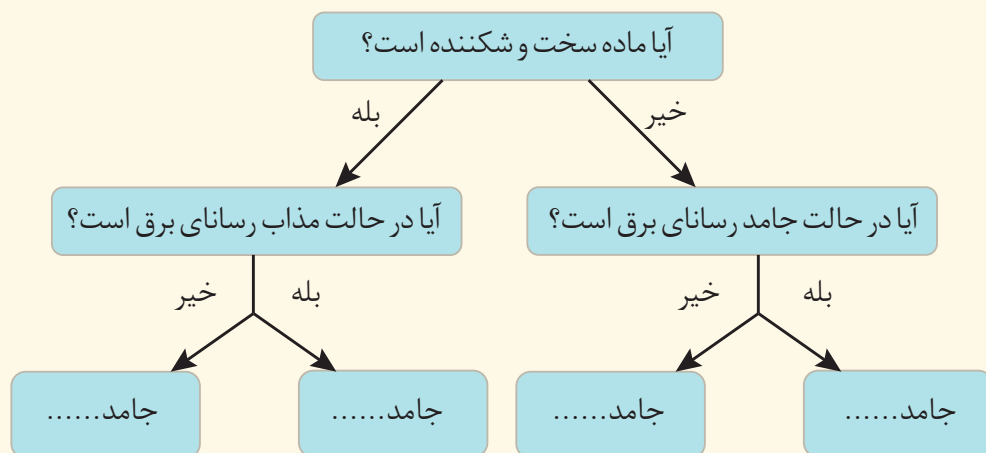 آیا ماده سخت و شکننده است؟
خیر
بله
آیا در حالت جامد رسانای برق است؟
آیا در حالت مذاب رسانای برق است؟
بله
خیر
بله
خیر
جامد......
جامد......
جامد......
جامد......